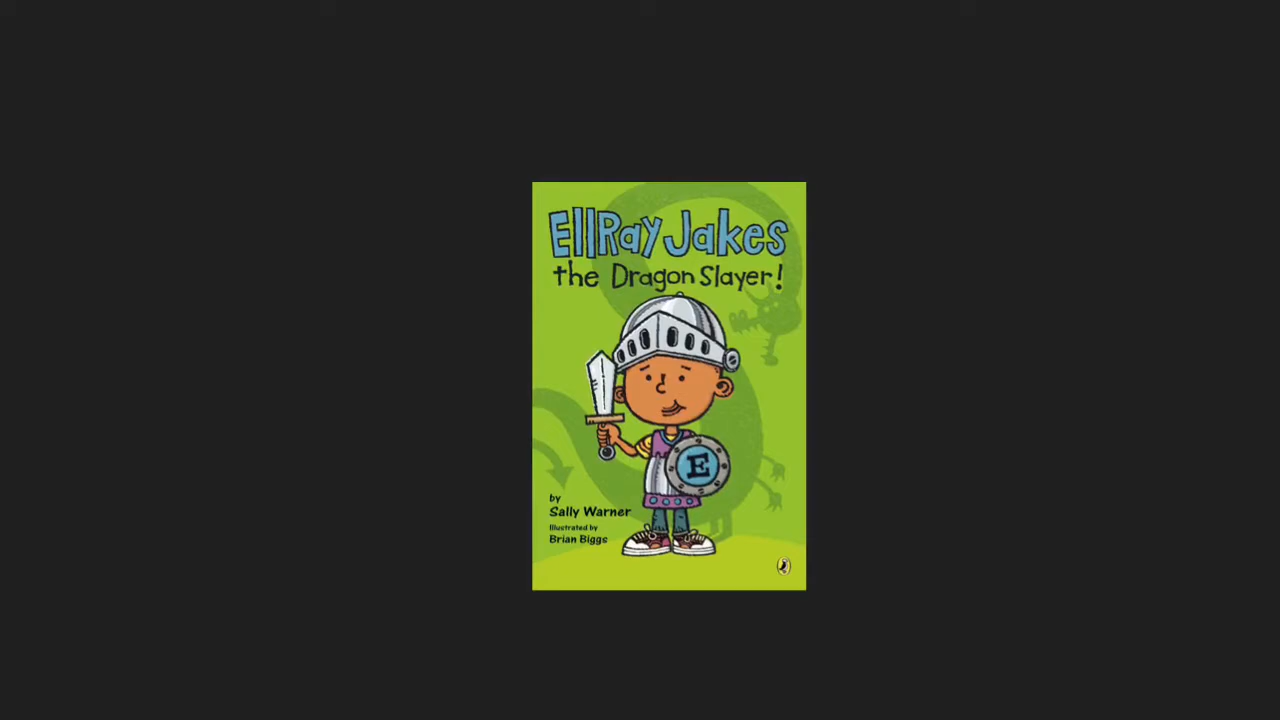 EllRay Jakes
the Dragon Slayer!
E
by
Sally Warner
Illustrated by
Brian Biggs